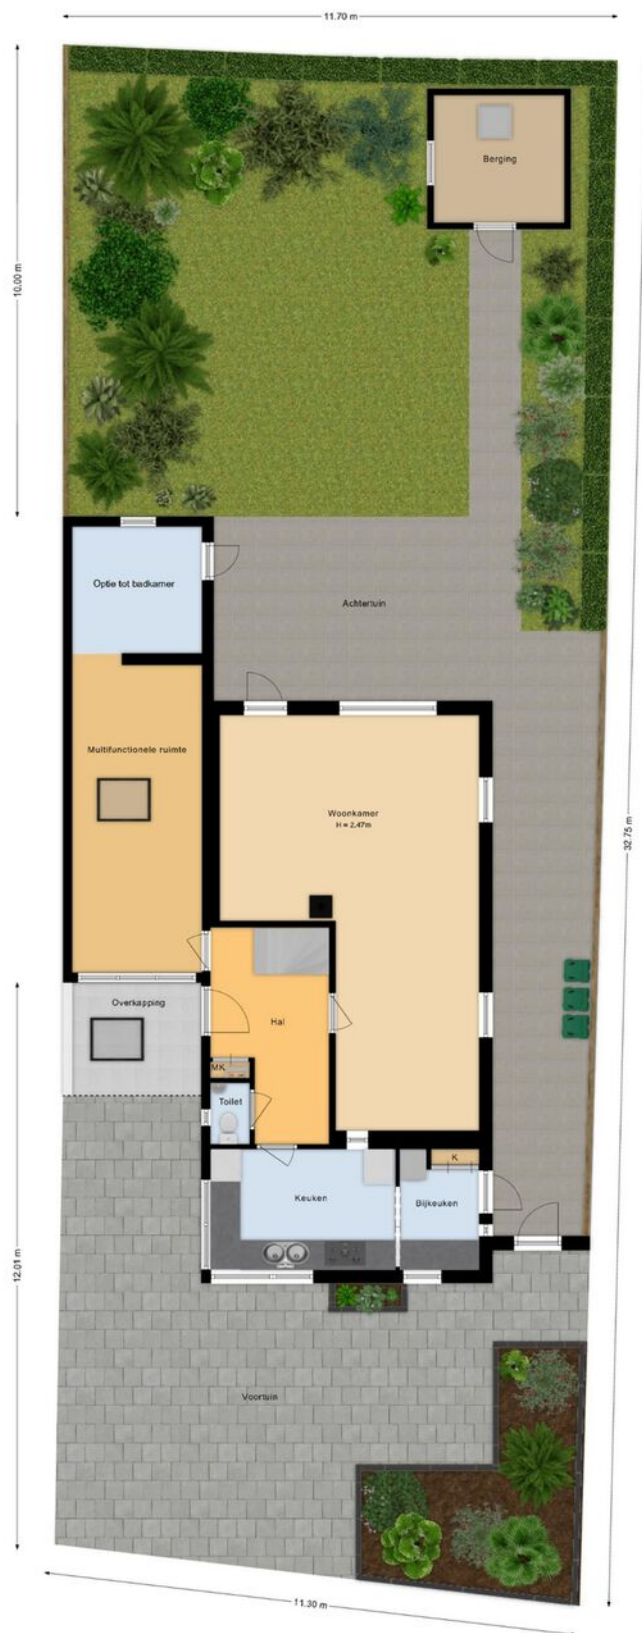 11.70 m
Berging
10.00 m
Optie tot badkamer
Achtertuin
Multifunctionele ruimte
Woonkamer
H = 2.47m
32.75 m
Overkapping
Hal
MK
Toilet
K
Keuken
Bijkeuken
12.01 m
Voortuin
11.30 m